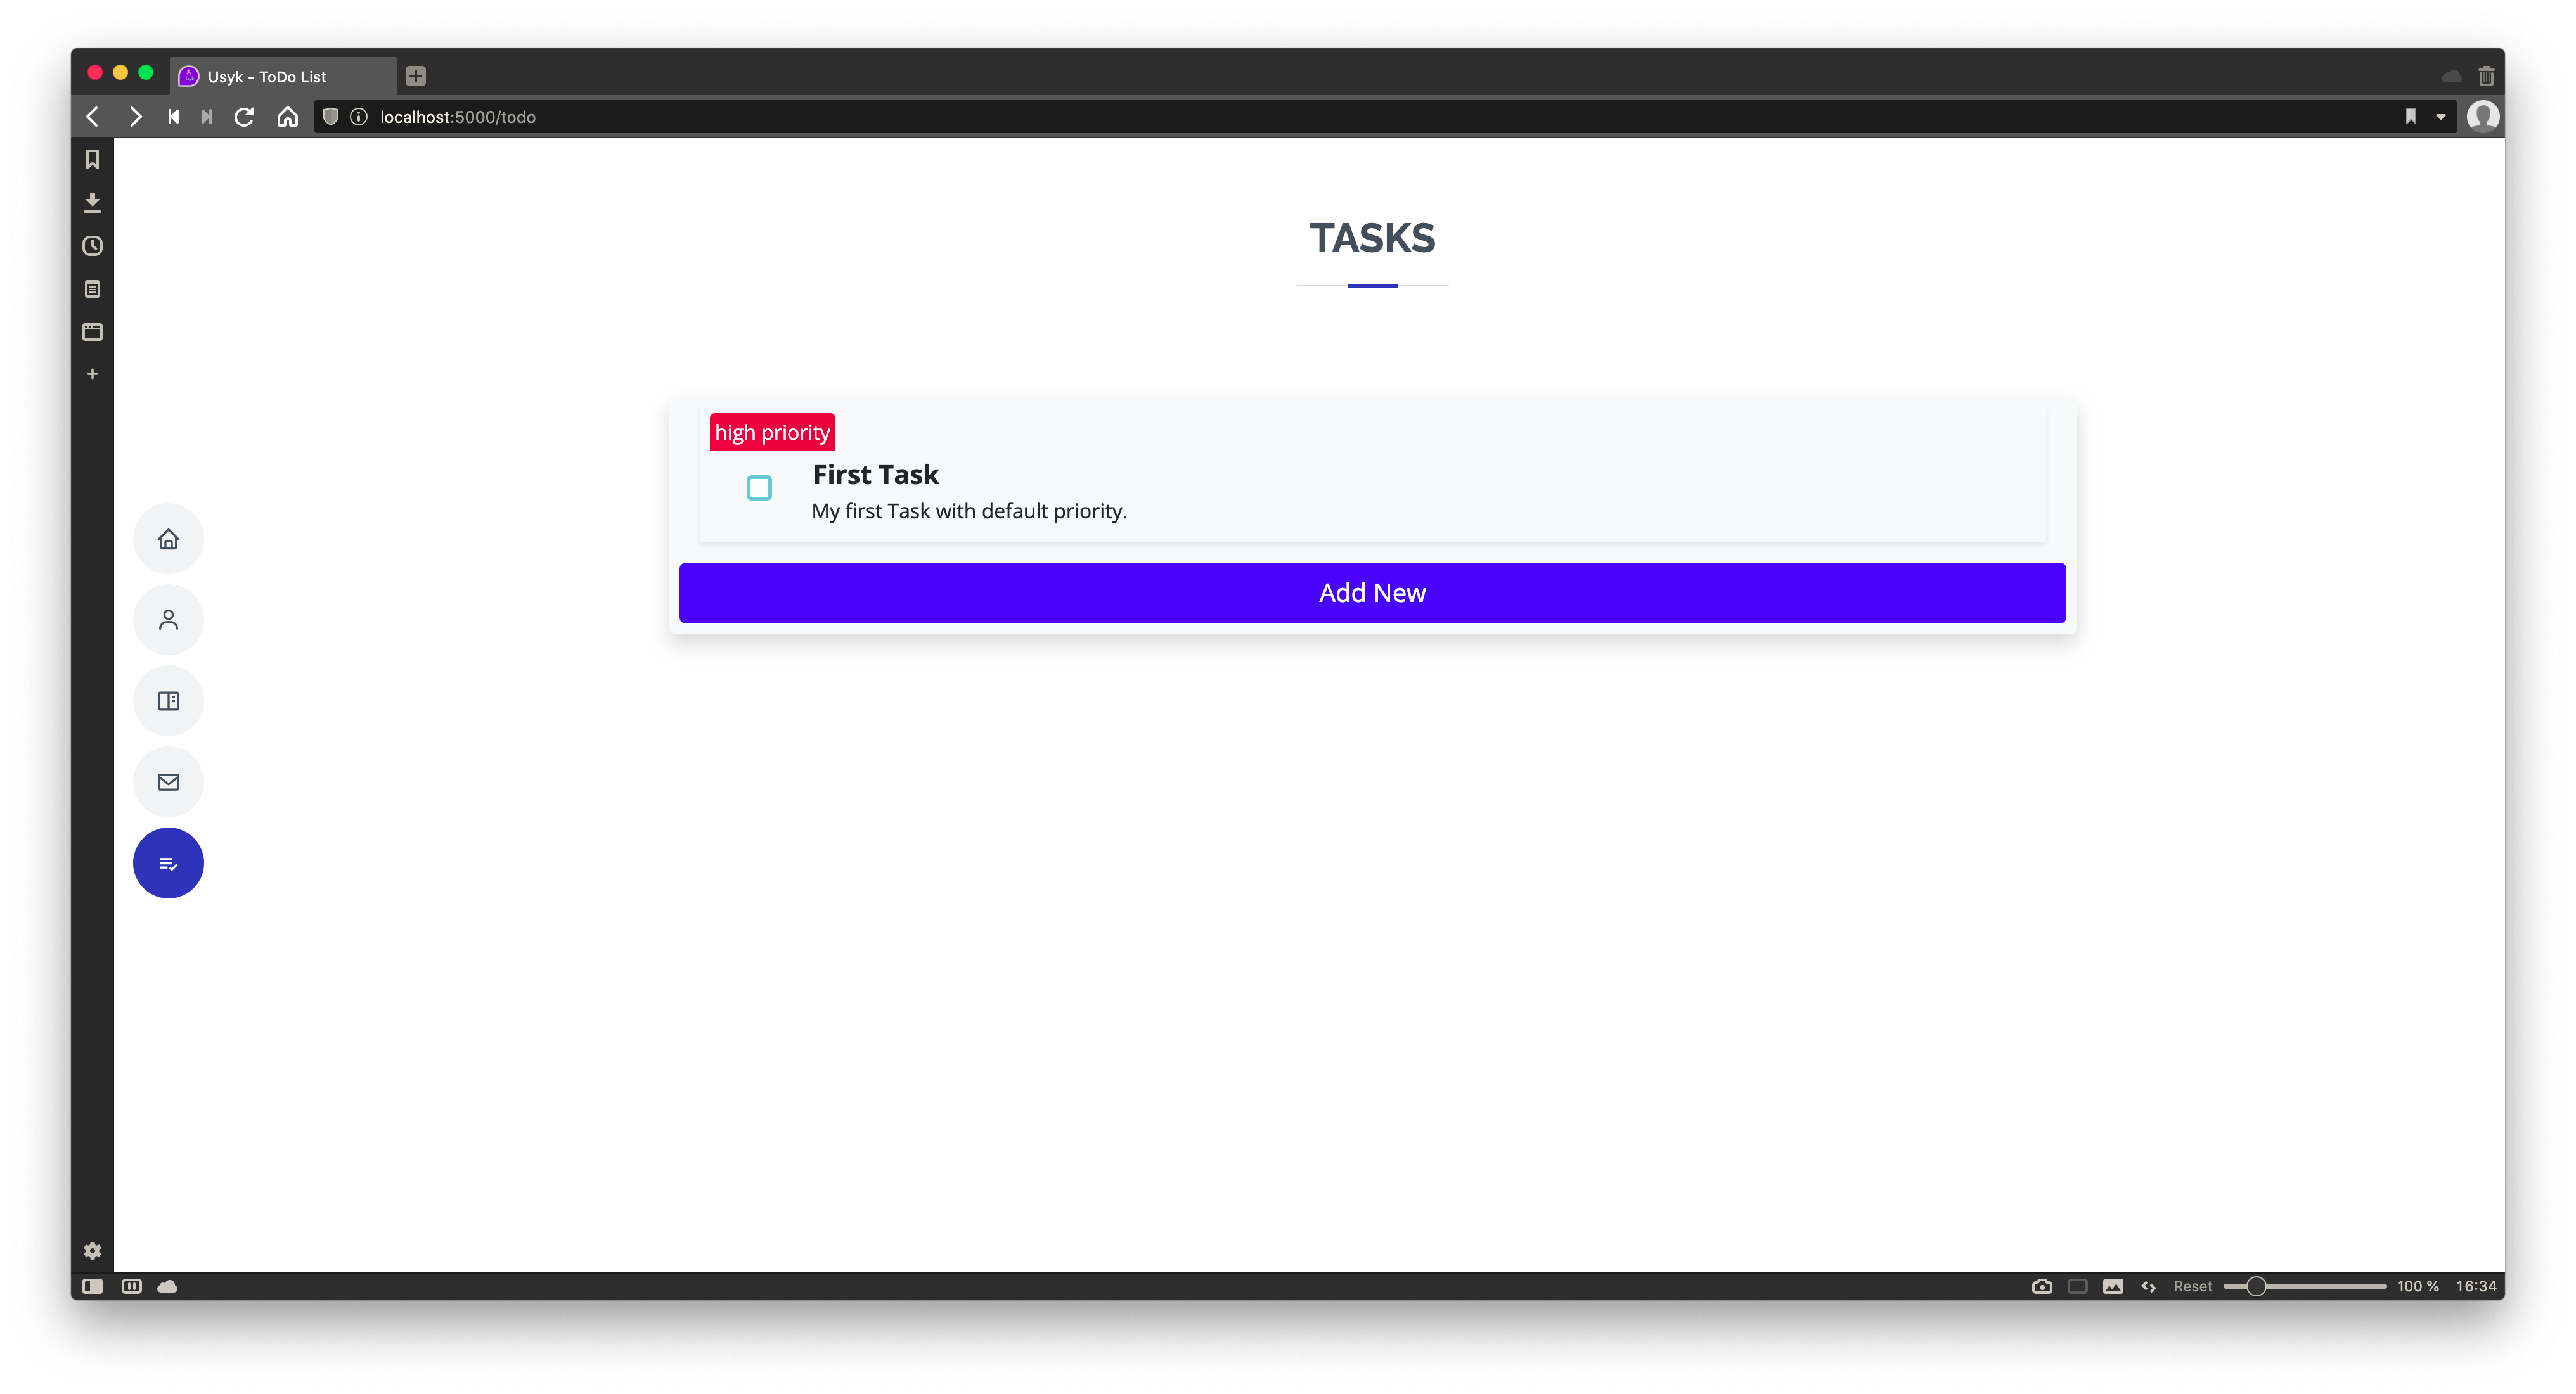 Usyk - ToDo List
localhost:5000/todo
TASKS
high priority
First Task
My first Task with default priority.
Add New
Reset 100 % 16:34